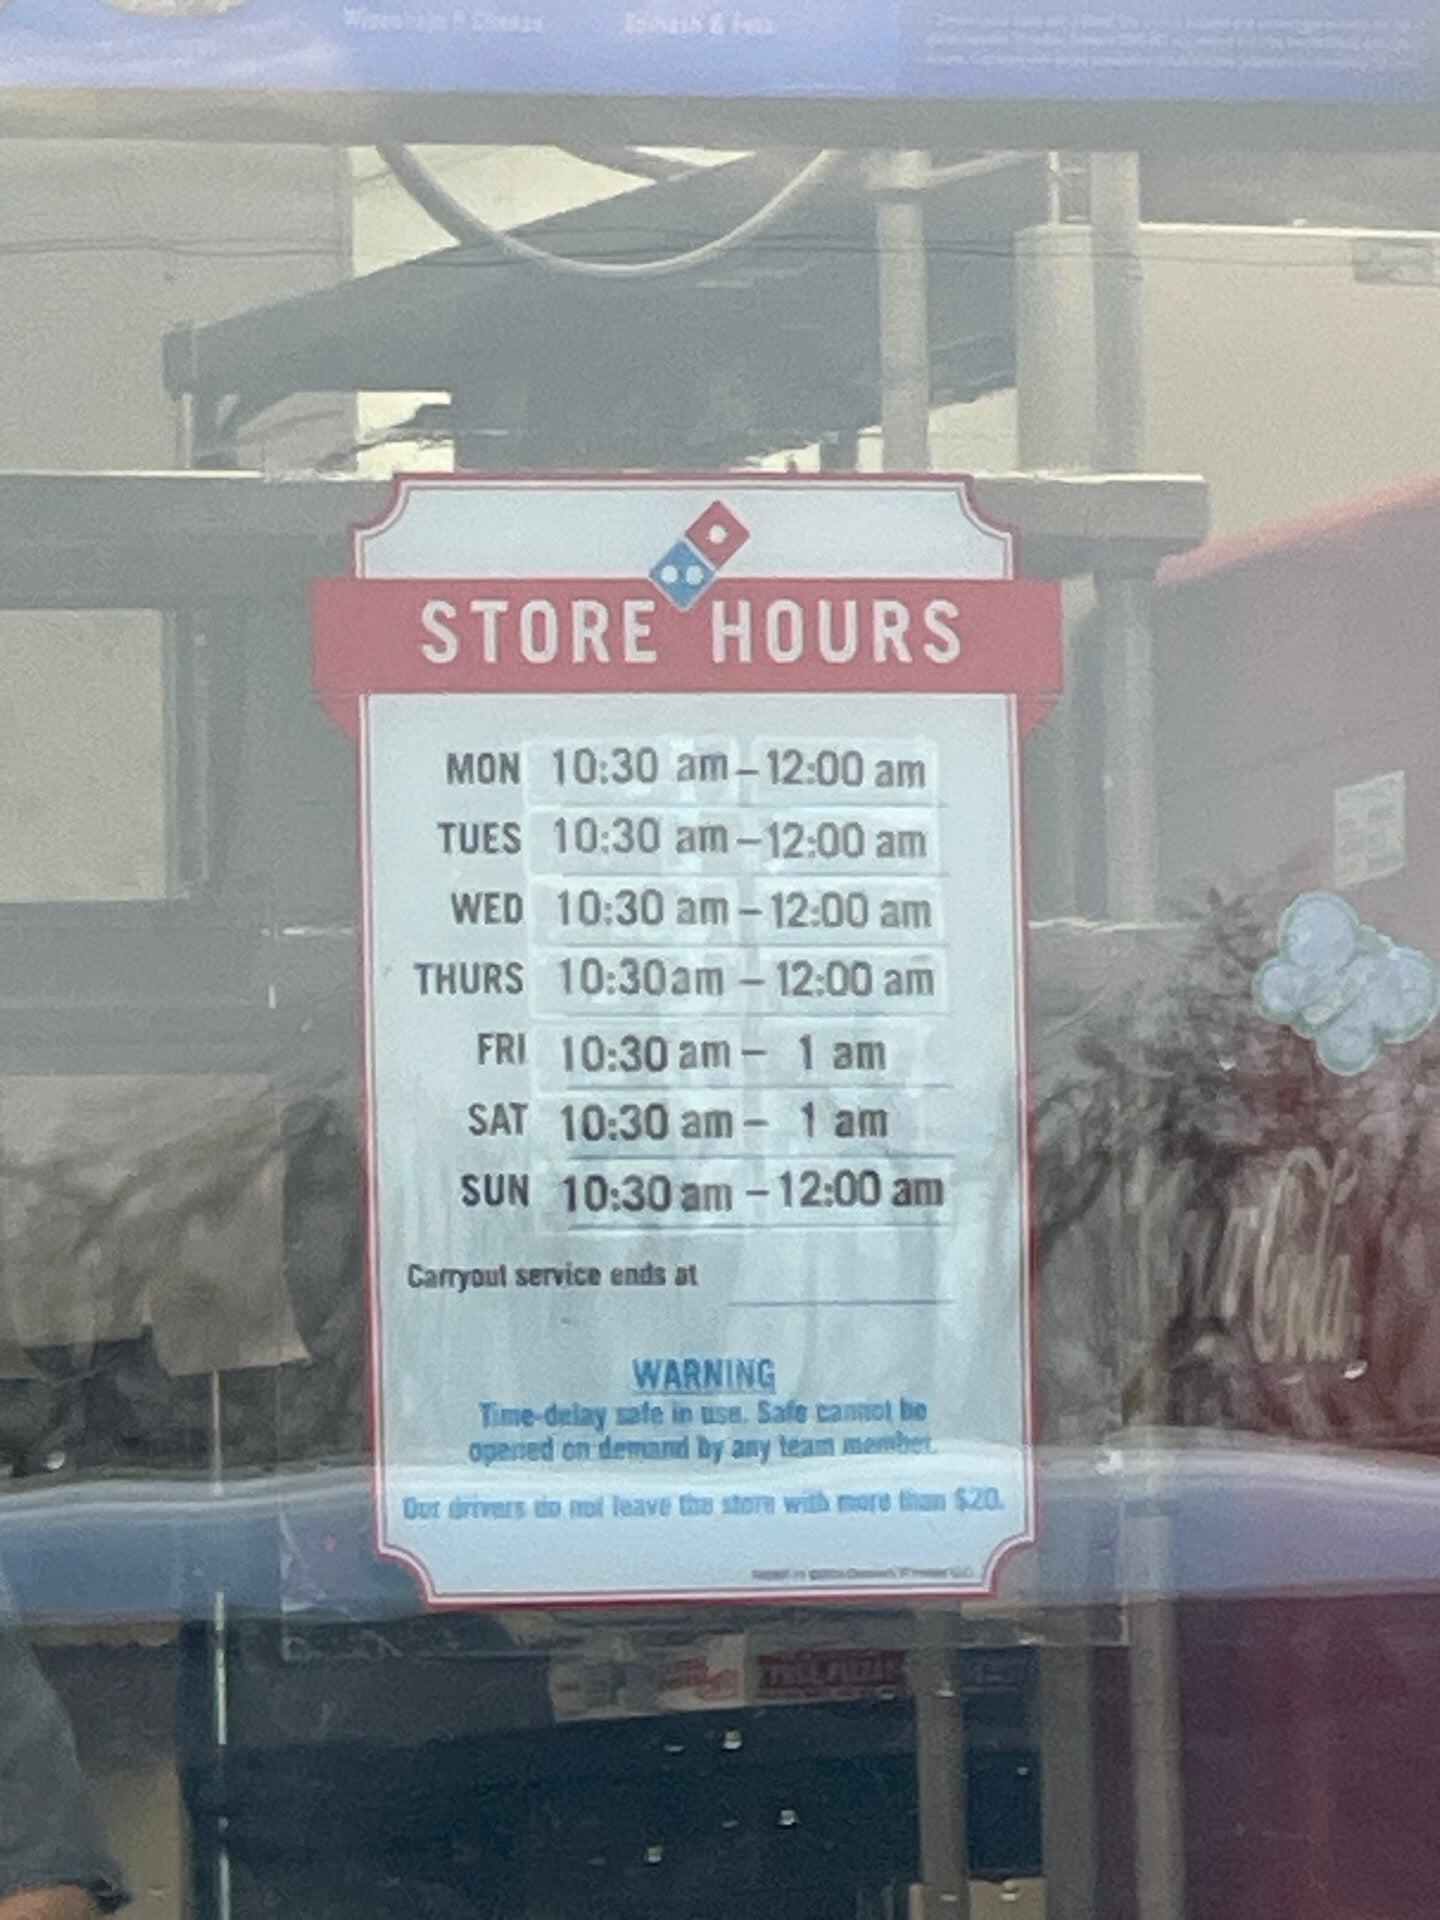 STORE HOURS
MON 10:30 am – 12:00 am
TUES 10:30 am – 12:00 am
WED 10:30 am – 12:00 am
THURS 10:30am – 12:00 am
FRI 10:30 am – 1 am
SAT 10:30 am – 1 am
SUN 10:30 am – 12:00 am
Carryout service ends at
WARNING
Time-delay safe in use. Safe cannot be
opened on demand by any team member.
Our drivers do not leave the store with more than $20.
Cola